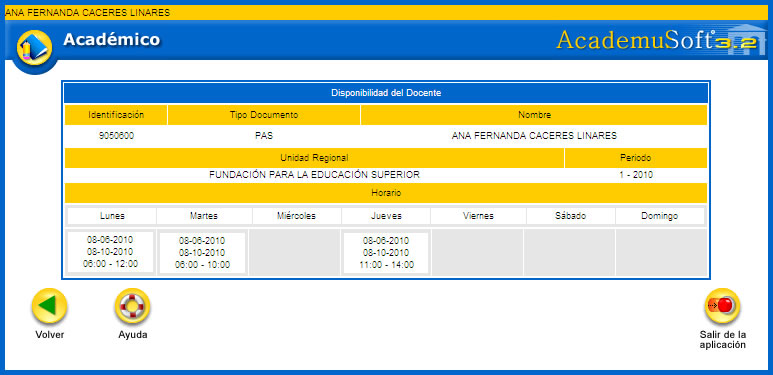 ANA FERNANDA CACERES LINARES
Académico
AcademuSoft 3.2
Disponibilidad del Docente
Identificación Tipo Documento Nombre
9050600 PAS ANA FERNANDA CACERES LINARES
Unidad Regional Periodo
FUNDACIÓN PARA LA EDUCACIÓN SUPERIOR 1 - 2010
Horario
Lunes Martes Miércoles Jueves Viernes Sábado Domingo
08-06-2010 08-06-2010 08-06-2010
08-10-2010 08-10-2010 08-10-2010
06:00 - 12:00 06:00 - 10:00 11:00 - 14:00
Volver Ayuda Salir de la
aplicación